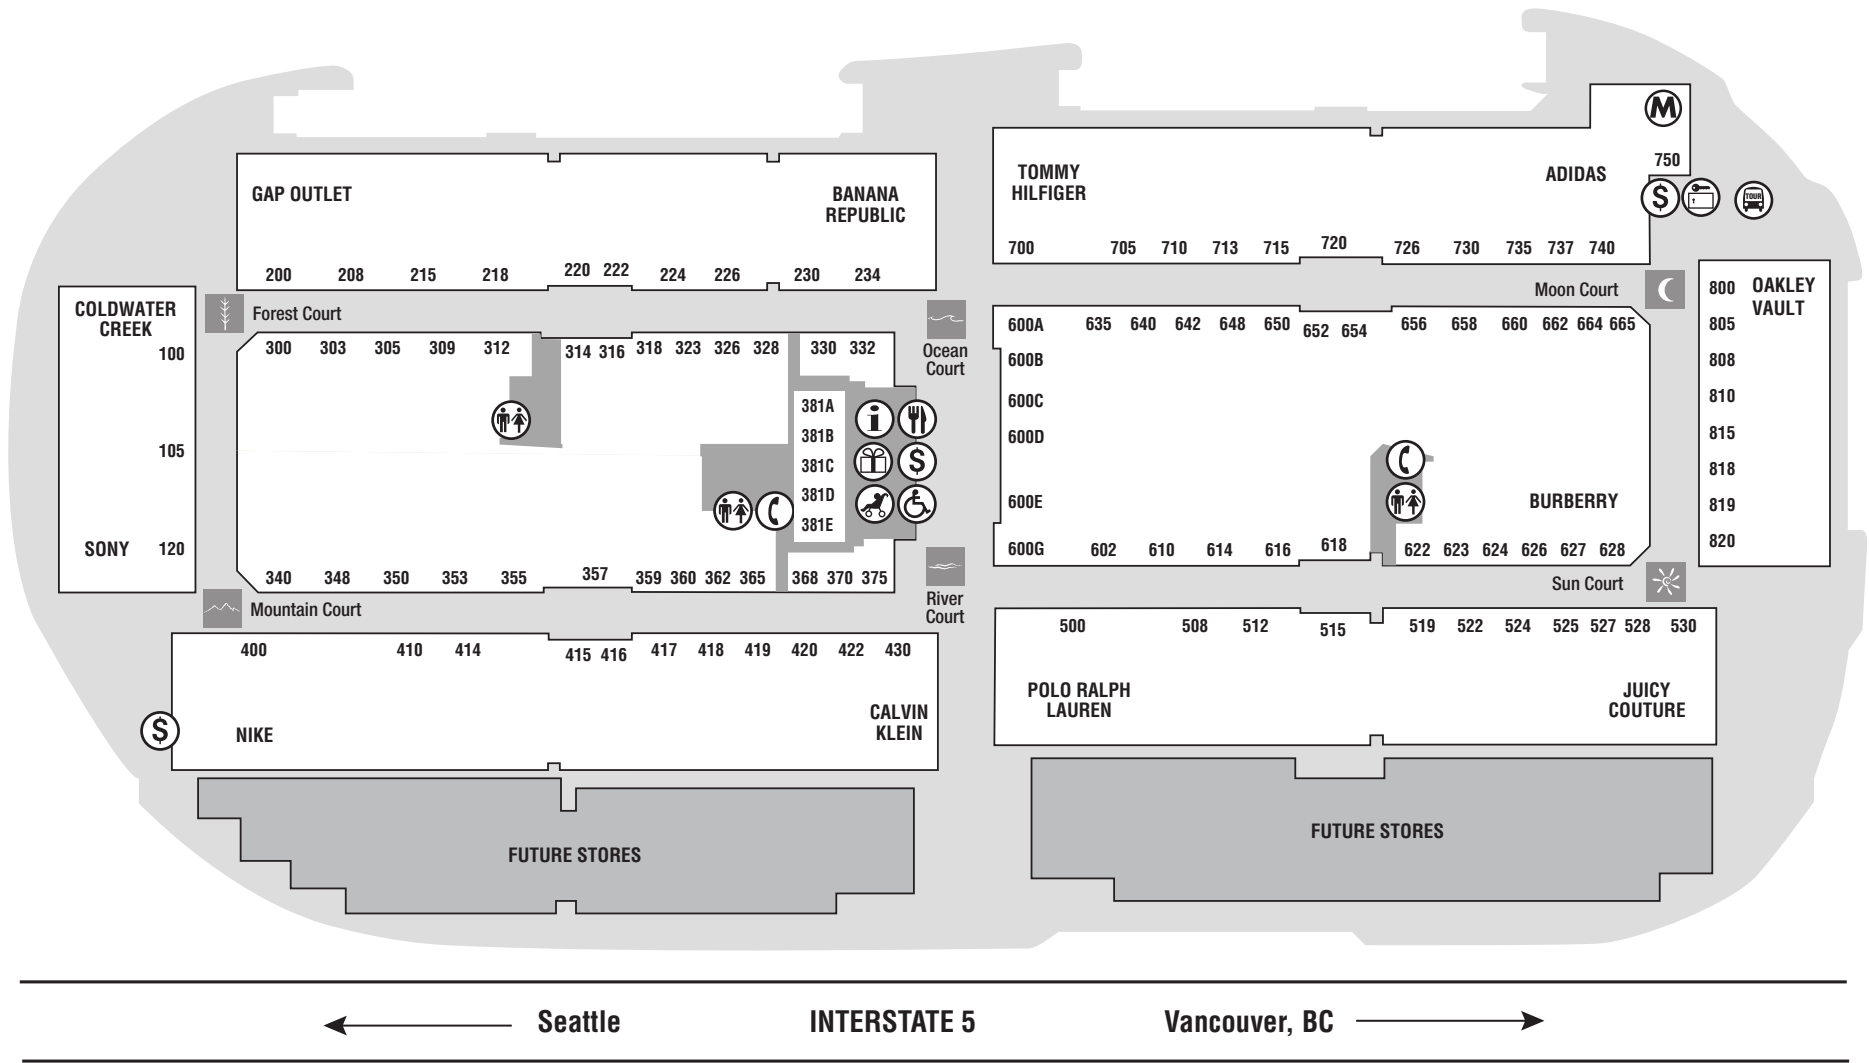 M
750
TOMMY
HILFIGER
ADIDAS
$
TOUR
700 705 710 713 715 720 726 730 735 737 740
GAP OUTLET
BANANA
REPUBLIC
200 208 215 218 220 222 224 226 230 234
Forest Court
Ocean
Court
Moon Court
COLDWATER
CREEK
100
105
SONY 120
300 303 305 309 312 314 316 318 323 326 328 330 332
381A
381B
381C
381D
381E
i
$
340 348 350 353 355 357 359 360 362 365 368 370 375
Mountain Court
River
Court
600A 635 640 642 648 650 652 654 656 658 660 662 664 665
600B
600C
600D
600E
BURBERRY
600G 602 610 614 616 618 622 623 624 626 627 628
Sun Court
800 OAKLEY
VAULT
805
808
810
815
818
819
820
400 410 414 415 416 417 418 419 420 422 430
$
NIKE
CALVIN
KLEIN
500 508 512 515 519 522 524 525 527 528 530
POLO RALPH
LAUREN
JUICY
COUTURE
FUTURE STORES
FUTURE STORES
Seattle INTERSTATE 5 Vancouver, BC